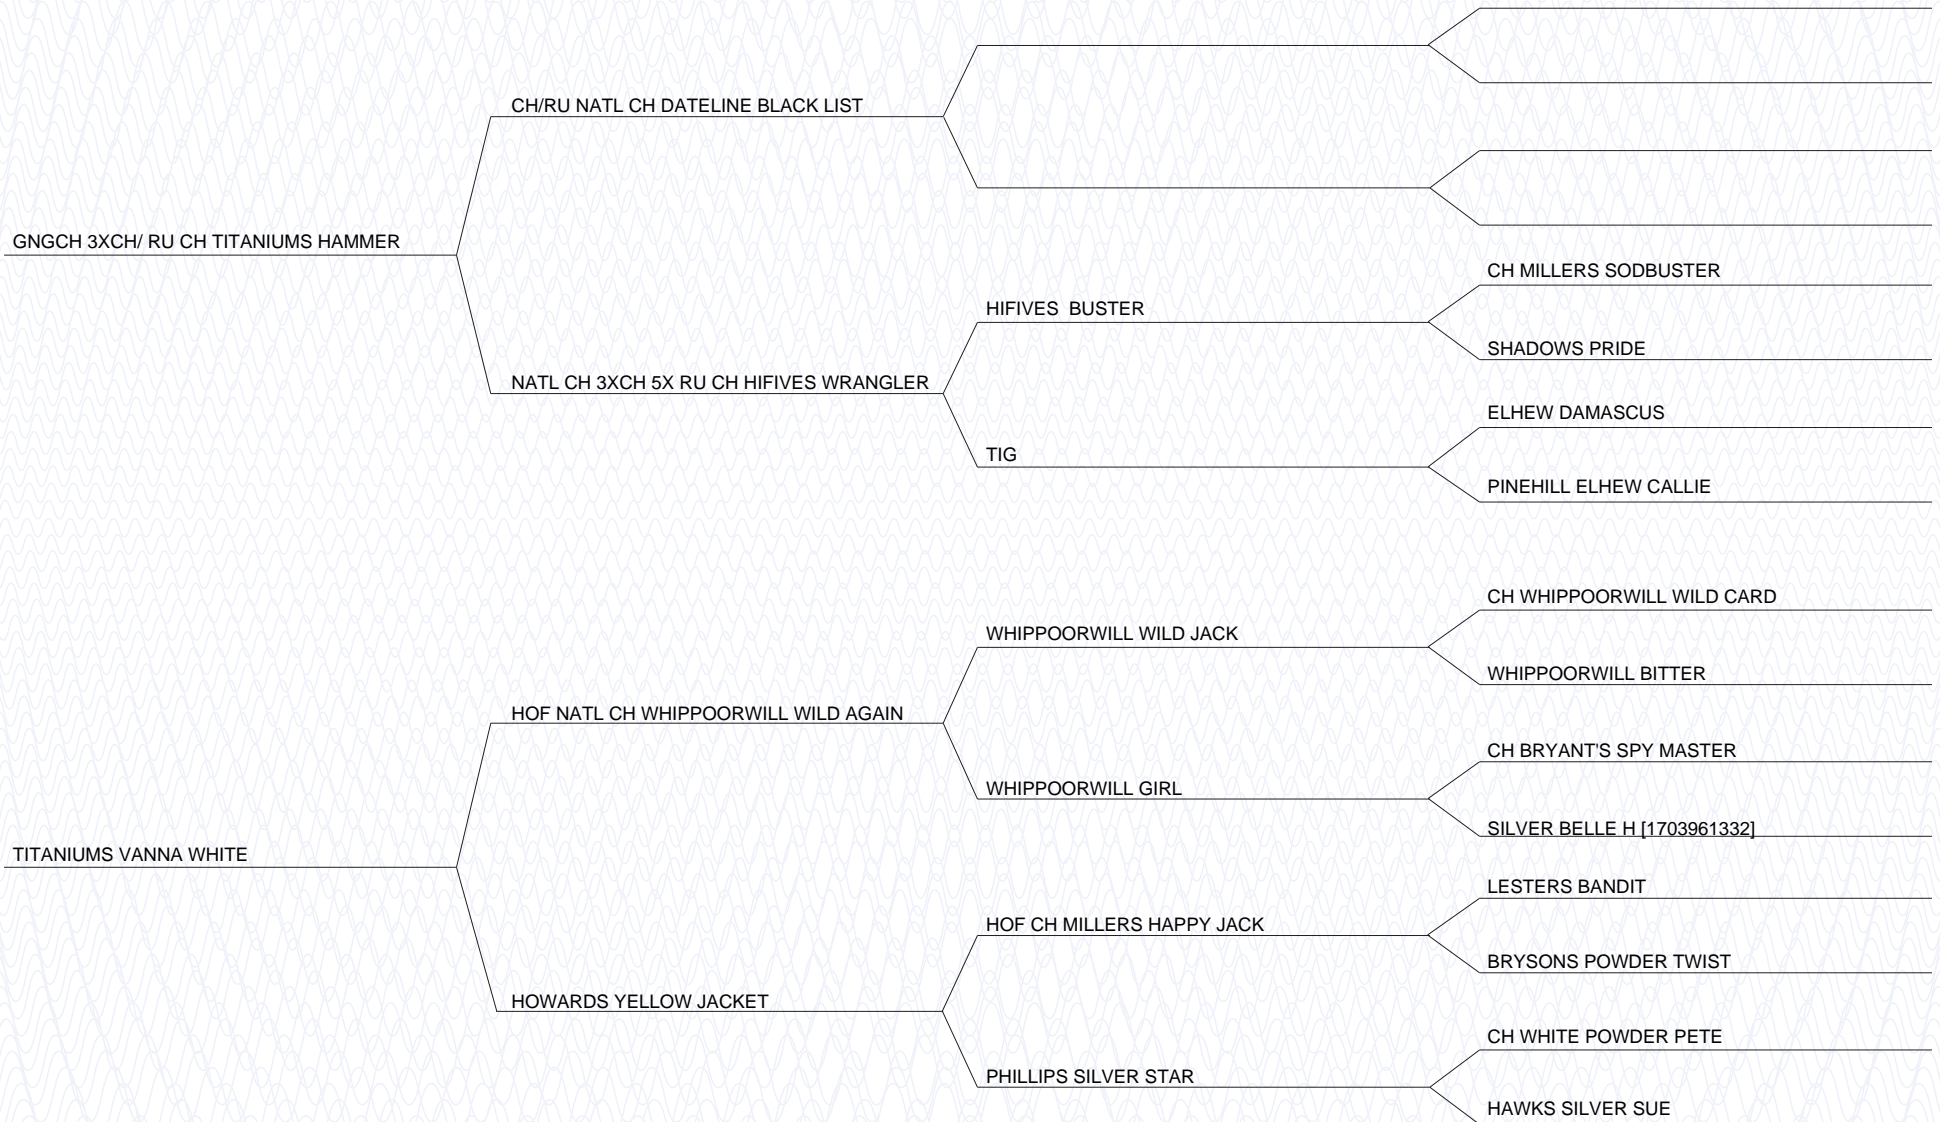 CH/RU NATL CH DATELINE BLACK LIST
GNGCH 3XCH/ RU CH TITANIUMS HAMMER
CH MILLERS SODBUSTER
HIFIVES  BUSTER
SHADOWS PRIDE
NATL CH 3XCH 5X RU CH HIFIVES WRANGLER
ELHEW DAMASCUS
TIG
PINEHILL ELHEW CALLIE
CH WHIPPOORWILL WILD CARD
WHIPPOORWILL WILD JACK
WHIPPOORWILL BITTER
HOF NATL CH WHIPPOORWILL WILD AGAIN
CH BRYANT'S SPY MASTER
WHIPPOORWILL GIRL
SILVER BELLE H [1703961332]
TITANIUMS VANNA WHITE
LESTERS BANDIT
HOF CH MILLERS HAPPY JACK
BRYSONS POWDER TWIST
HOWARDS YELLOW JACKET
CH WHITE POWDER PETE
PHILLIPS SILVER STAR
HAWKS SILVER SUE